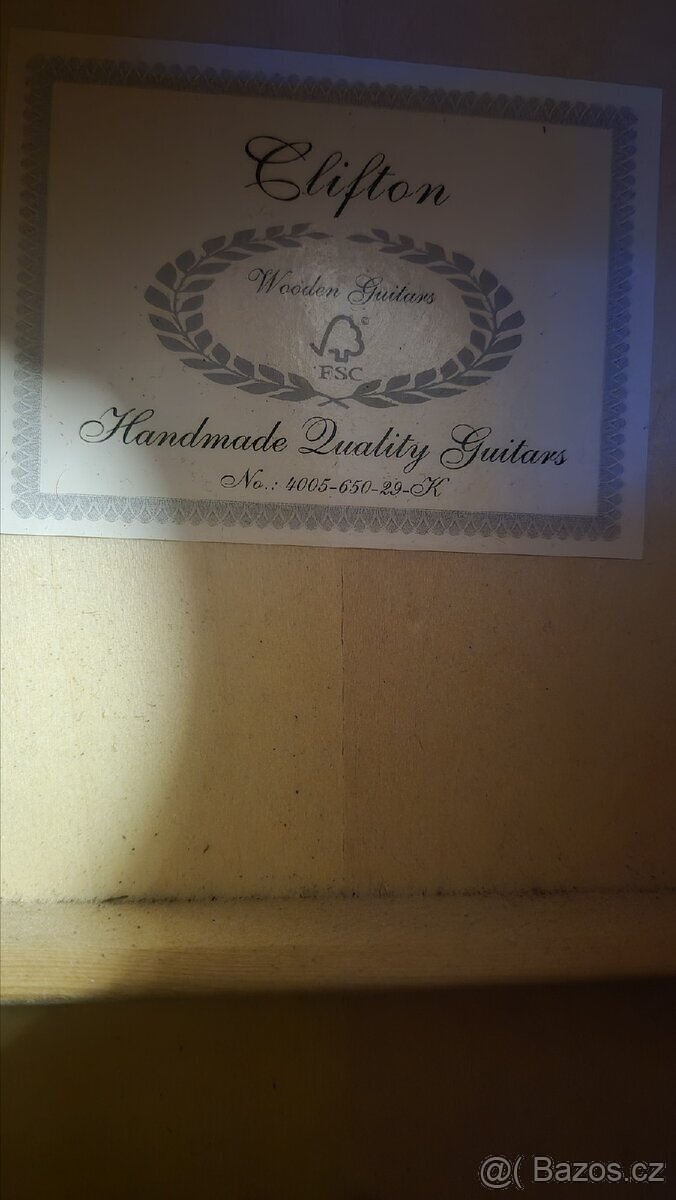 Clifton
Wooden Guitars
©
FSC
Handmade Quality Guitars
No.: 4005-650-29-K
@( Bazos.cz